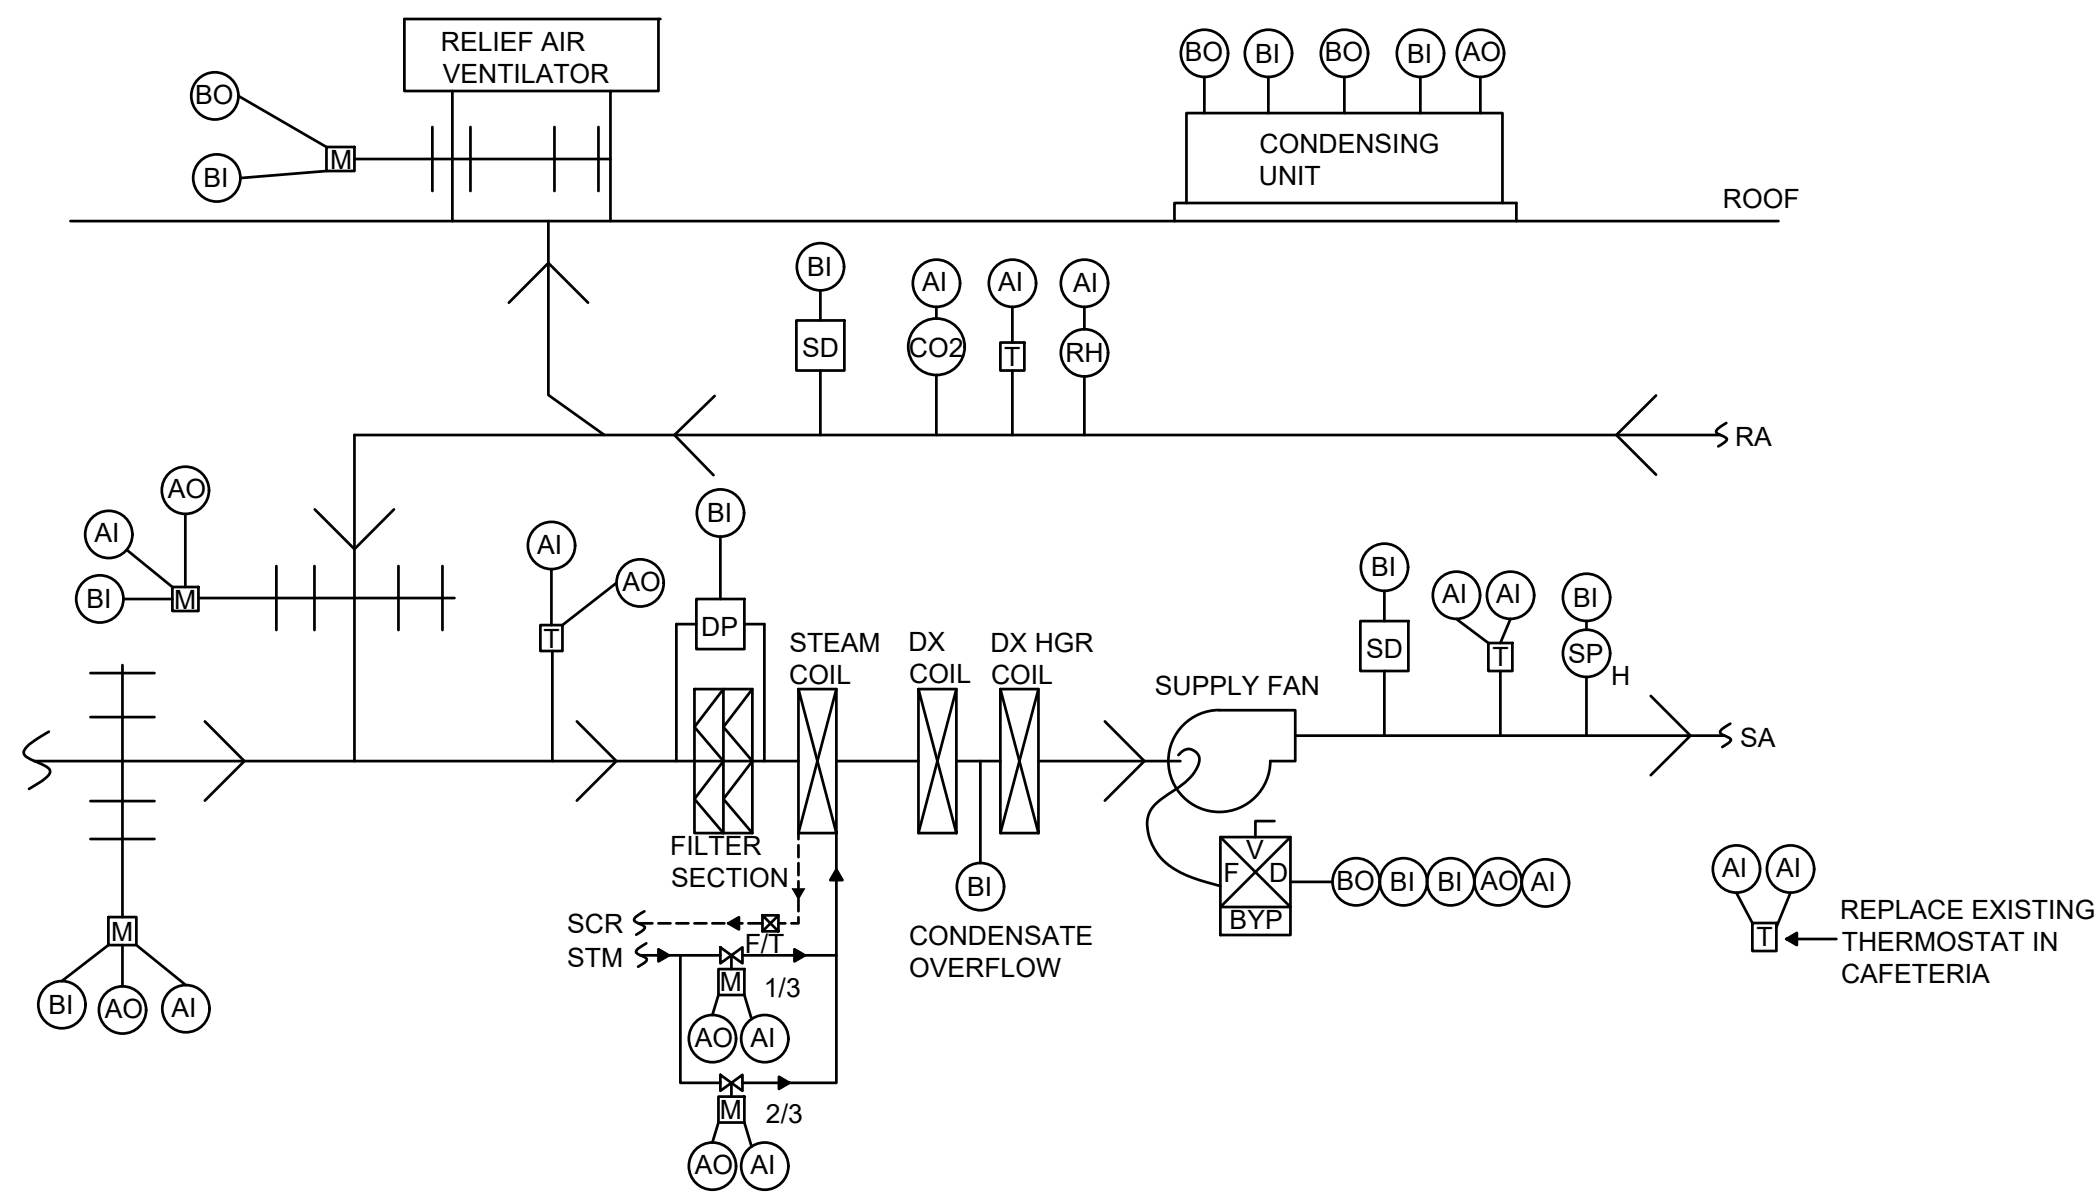 RELIEF AIR
VENTILATOR
BO
BI
M
BO
BI
BO
BI
AO
CONDENSING
UNIT
ROOF
BI
SD
AI
CO2
AI
T
AI
RH
RA
AO
AI
BI
M
AI
AO
T
BI
DP
STEAM
COIL
DX
COIL
DX HGR
COIL
SUPPLY FAN
BI
SD
AI
AI
T
BI
SP
H
SA
FILTER
SECTION
M
BI
AO
AI
SCR
F/T
STM
M
1/3
AO
AI
M
2/3
AO
AI
BI
CONDENSATE
OVERFLOW
V
F
D
BYP
BO
BI
BI
AO
AI
AI
AI
T
REPLACE EXISTING
THERMOSTAT IN
CAFETERIA